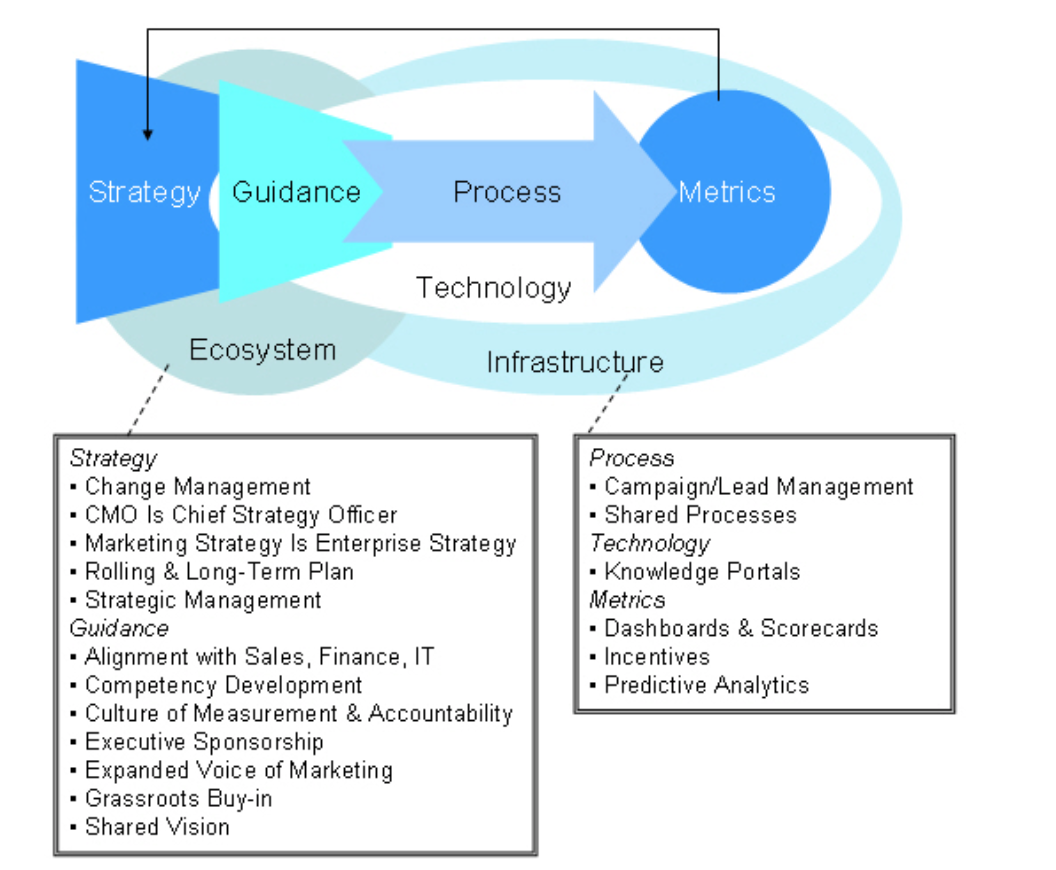 Strategy
Guidance
Process
Metrics
Technology
Ecosystem
Infrastructure
Strategy
▪ Change Management
▪ CMO Is Chief Strategy Officer
▪ Marketing Strategy Is Enterprise Strategy
▪ Rolling & Long-Term Plan
▪ Strategic Management
Guidance
▪ Alignment with Sales, Finance, IT
▪ Competency Development
▪ Culture of Measurement & Accountability
▪ Executive Sponsorship
▪ Expanded Voice of Marketing
▪ Grassroots Buy-in
▪ Shared Vision
Process
▪ Campaign/Lead Management
▪ Shared Processes
Technology
▪ Knowledge Portals
Metrics
▪ Dashboards & Scorecards
▪ Incentives
▪ Predictive Analytics